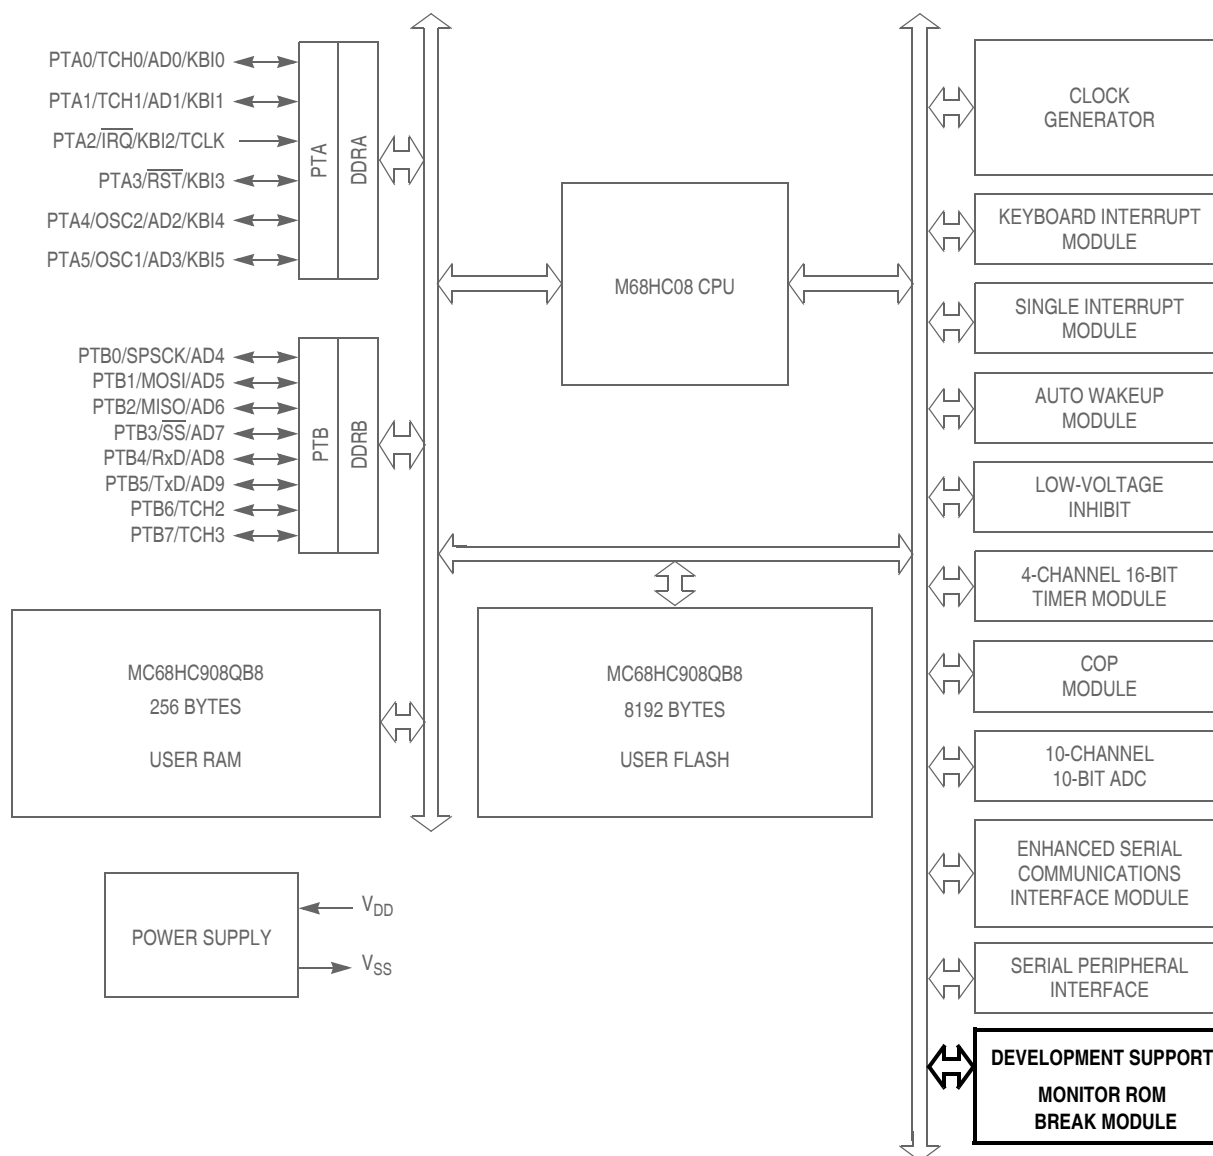 PTA0/TCH0/AD0/KBI0
PTA1/TCH1/AD1/KBI1
PTA2/IRQ/KBI2/TCLK
PTA3/RST/KBI3
PTA4/OSC2/AD2/KBI4
PTA5/OSC1/AD3/KBI5
PTA
DDRA
PTB0/SPSCK/AD4
PTB1/MOSI/AD5
PTB2/MISO/AD6
PTB3/SS/AD7
PTB4/RxD/AD8
PTB5/TxD/AD9
PTB6/TCH2
PTB7/TCH3
PTB
DDRB
M68HC08 CPU
MC68HC908QB8
256 BYTES
USER RAM
MC68HC908QB8
8192 BYTES
USER FLASH
POWER SUPPLY
VDD
VSS
CLOCK
GENERATOR
KEYBOARD INTERRUPT
MODULE
SINGLE INTERRUPT
MODULE
AUTO WAKEUP
MODULE
LOW-VOLTAGE
INHIBIT
4-CHANNEL 16-BIT
TIMER MODULE
COP
MODULE
10-CHANNEL
10-BIT ADC
ENHANCED SERIAL
COMMUNICATIONS
INTERFACE MODULE
SERIAL PERIPHERAL
INTERFACE
DEVELOPMENT SUPPORT
MONITOR ROM
BREAK MODULE